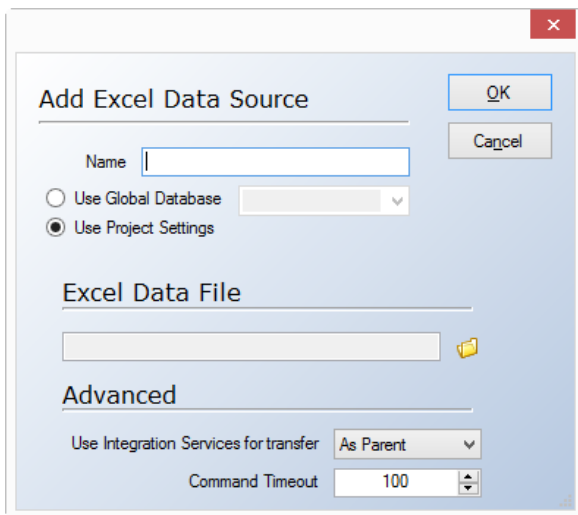 Add Excel Data Source
OK
Cancel
Name
Use Global Database
Use Project Settings
Excel Data File
Advanced
Use Integration Services for transfer As Parent
Command Timeout 100